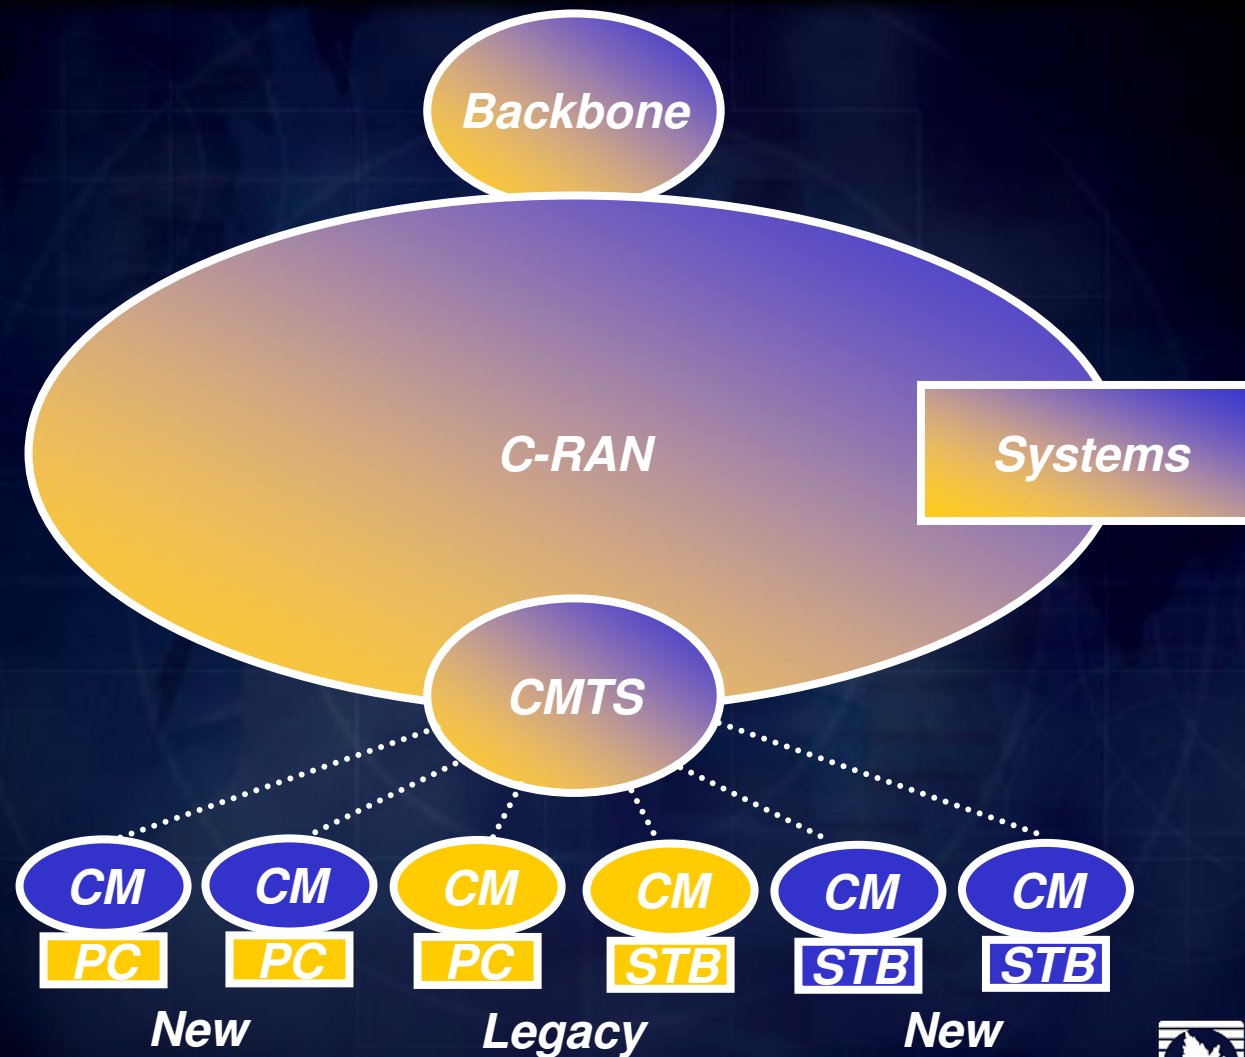 Backbone
C-RAN
Systems
CMTS
CM CM CM CM CM CM
PC PC PC STB STB STB
New Legacy New